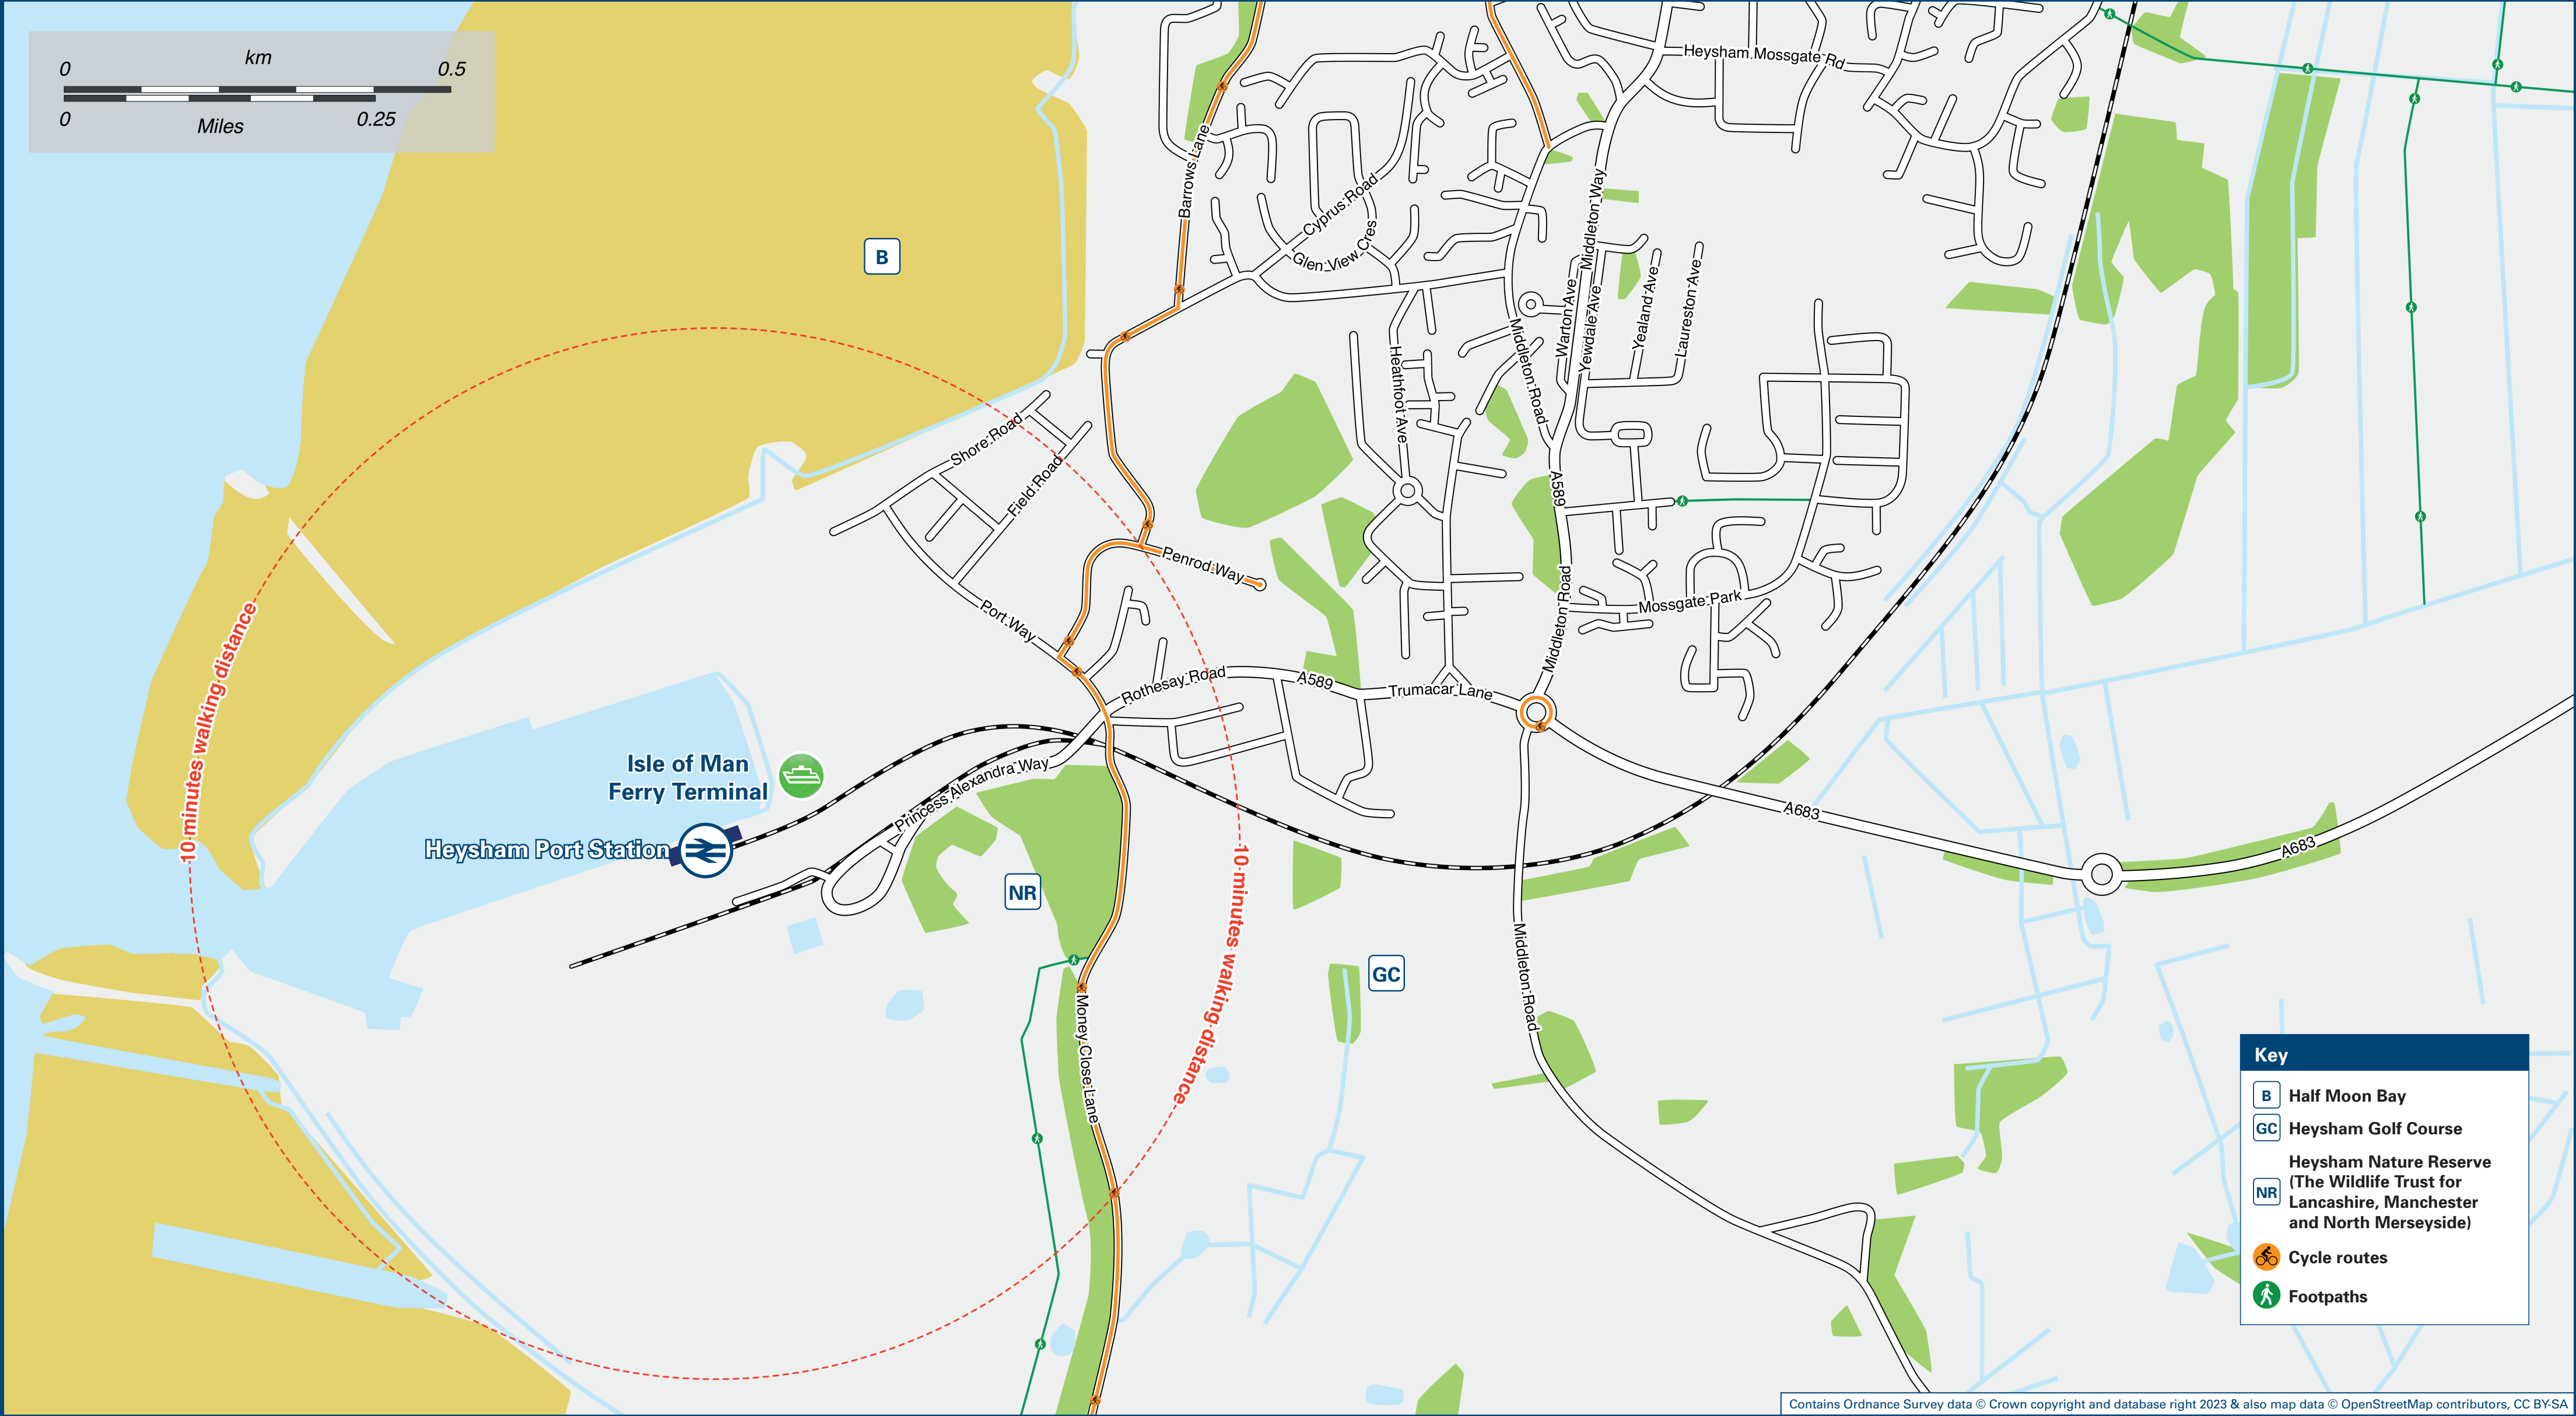 km
0 0.5
0 0.25
Miles
Heysham Mossgate Rd
Barrows Lane
Cyprus Road
Glen View Cres
Middleton Way
B
Warton Ave
Yewdale Ave
Yealand Ave
Laureston Ave
Heathfoot Ave
Middleton Road
Shore Road
Field Road
A589
Penrod Way
Port Way
Mossgate Park
Middleton Road
10 minutes walking distance
Rothesay Road
A589
Trumacar Lane
Isle of Man
Ferry Terminal
Princess Alexandra Way
Heysham Port Station
A683
A683
NR
10 minutes walking distance
GC
Middleton Road
Money Close Lane
Key
B Half Moon Bay
GC Heysham Golf Course
Heysham Nature Reserve
NR (The Wildlife Trust for
Lancashire, Manchester
and North Merseyside)
Cycle routes
Footpaths
Contains Ordnance Survey data © Crown copyright and database right 2023 & also map data © OpenStreetMap contributors, CC BY-SA